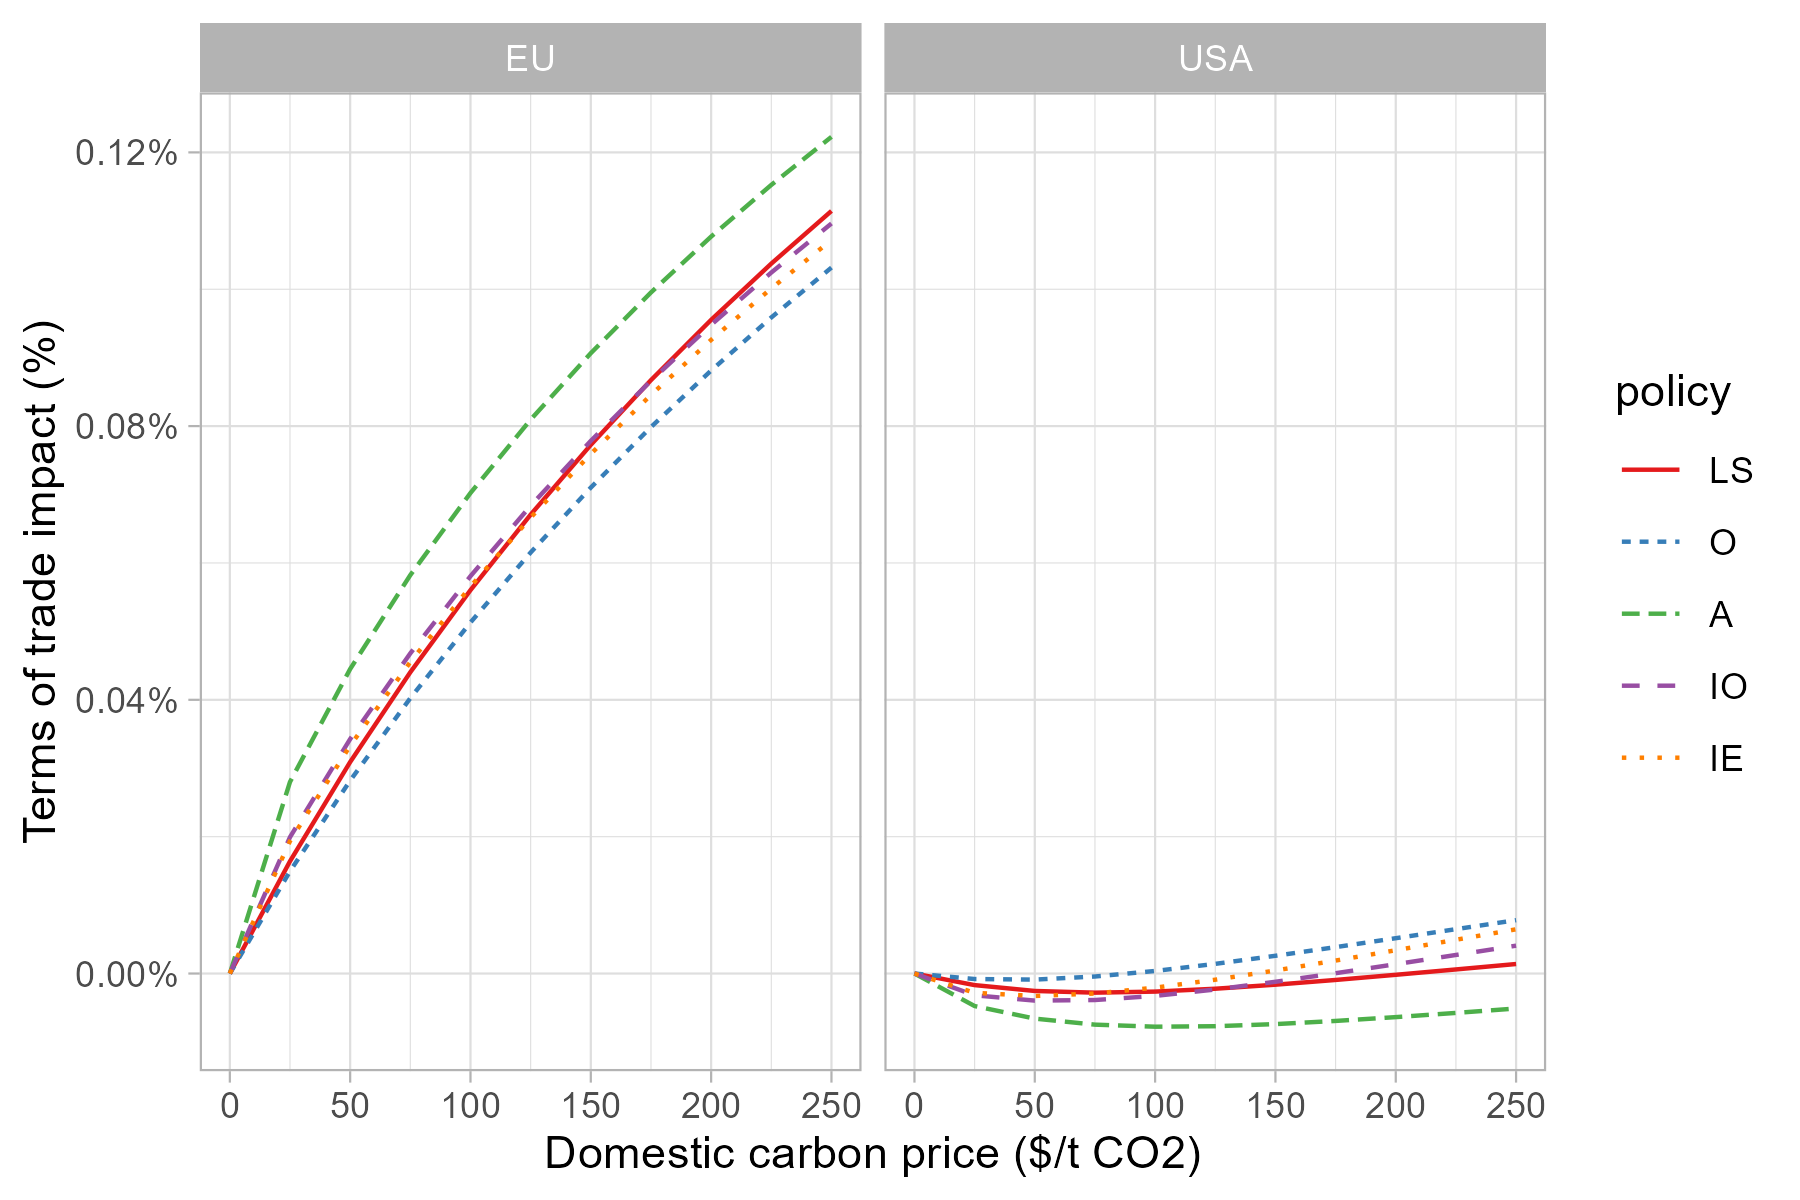 EU
USA
Terms of trade impact (%)
0.12%
0.08%
0.04%
0.00%
0 50 100 150 200 250
0 50 100 150 200 250
Domestic carbon price ($/t CO2)
policy
LS
O
A
IO
IE